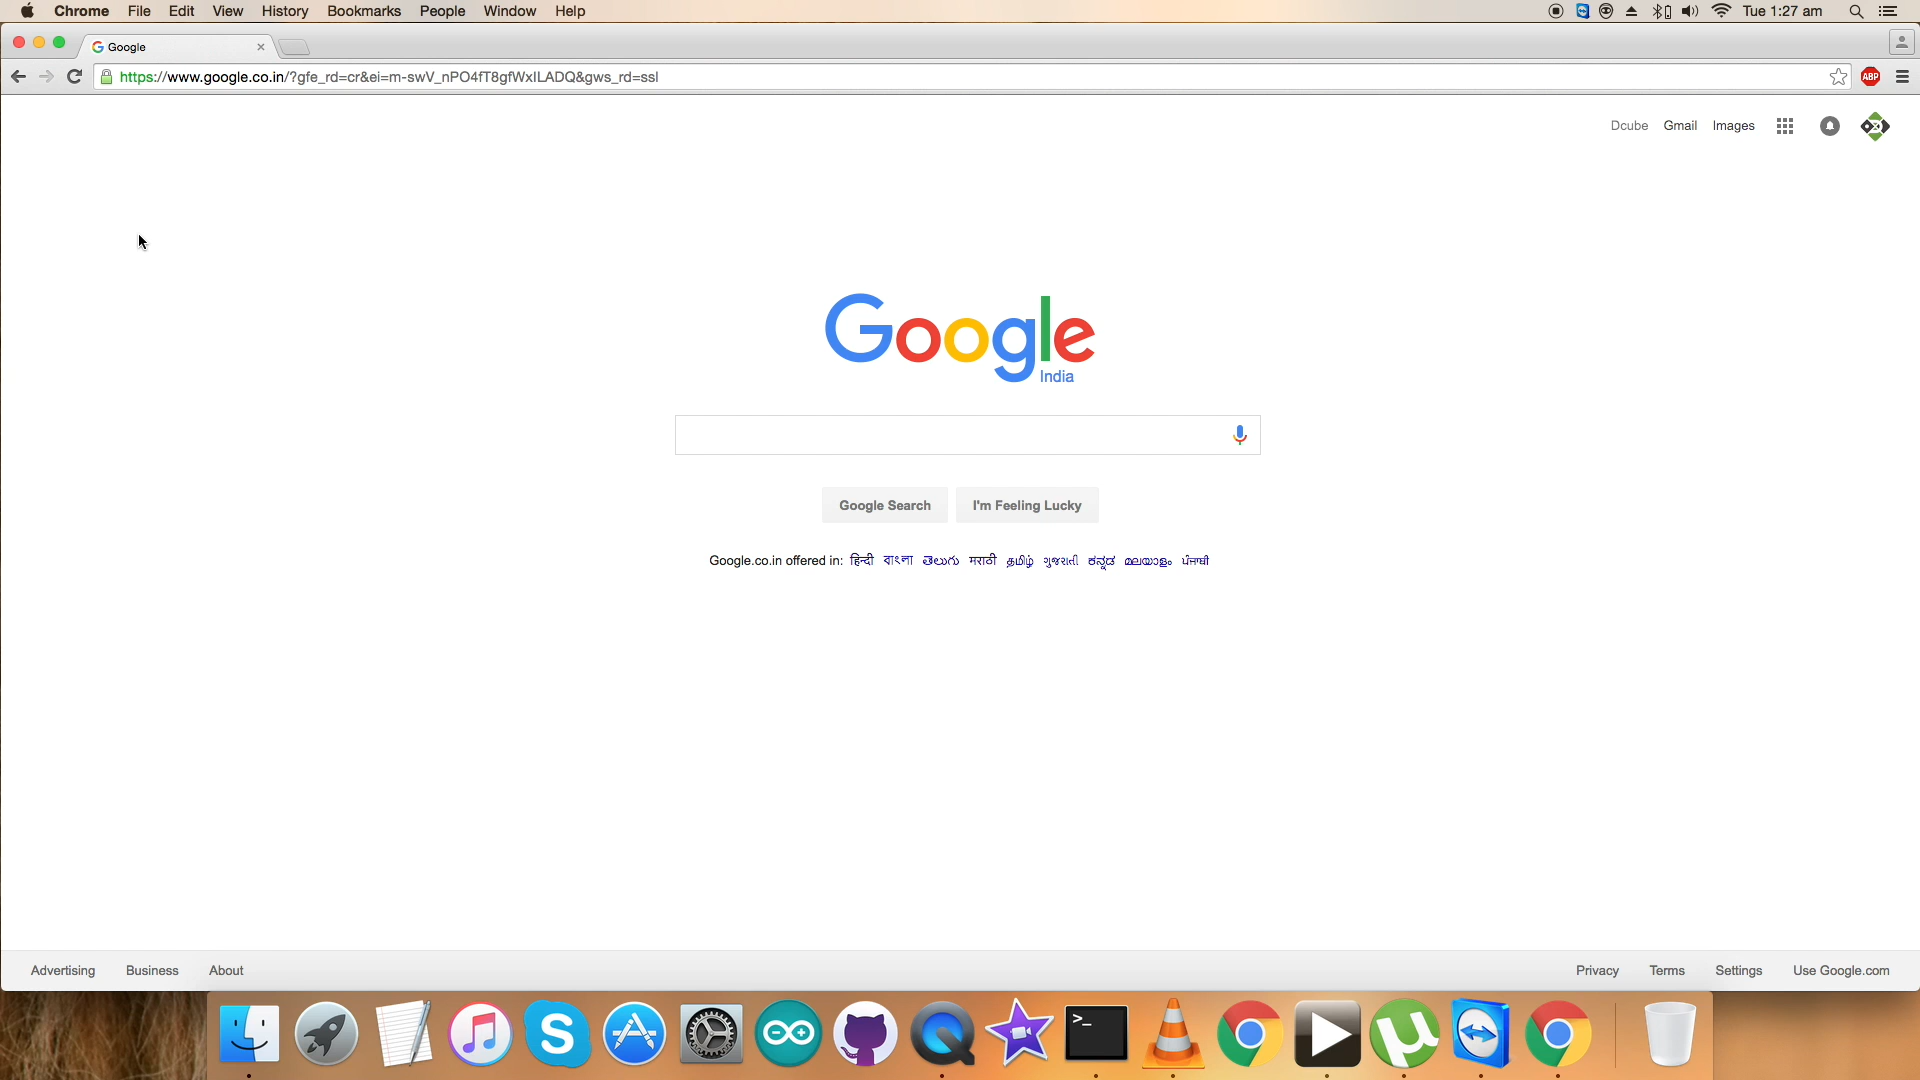 Chrome File Edit View History Bookmarks People Window Help Tue 1:27 am
Google
https://www.google.co.in/?gfe_rd=cr&ei=m-swV_nPO4fT8gfWxILADQ&gws_rd=ssl
ABP
Dcube Gmail Images
Google
India
Google Search I'm Feeling Lucky
Google.co.in offered in: हिन्दी বাংলা తెలుగు मराठी தமிழ் ગુજરાતી ಕನ್ನಡ മലയാളം ਪੰਜਾਬੀ
Advertising Business About Privacy Terms Settings Use Google.com
>_